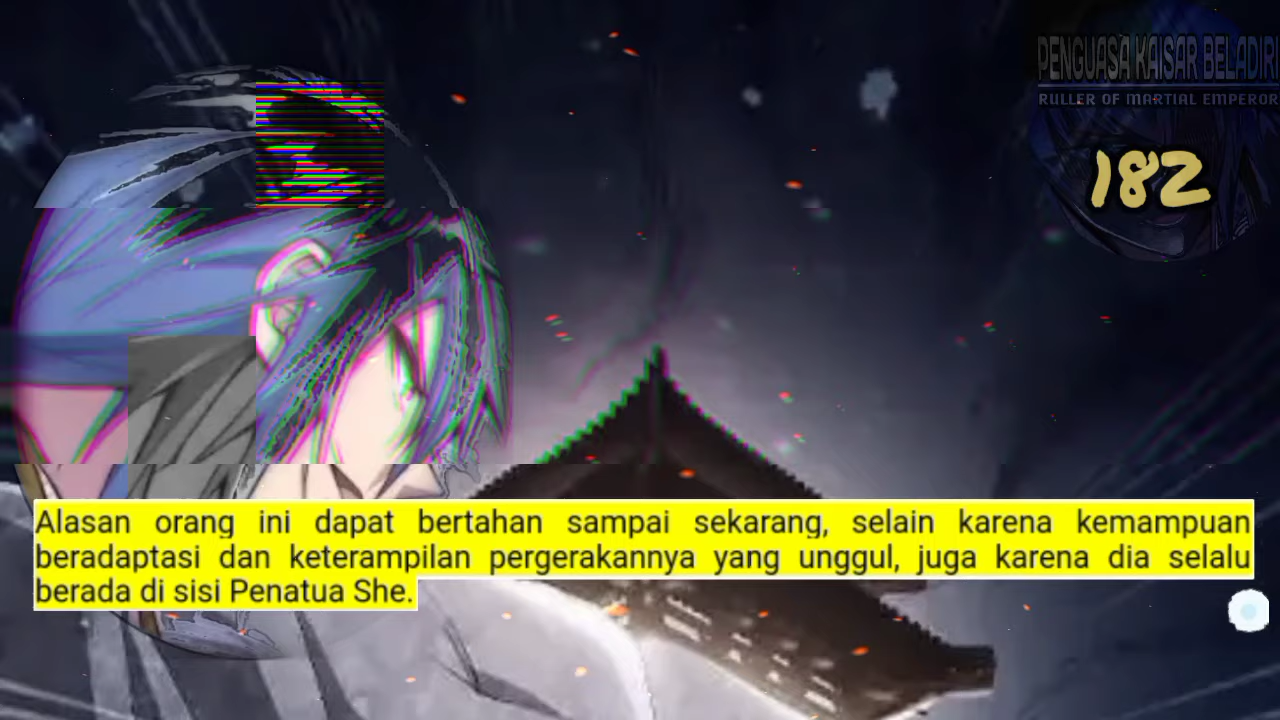 PENGUASA KAISAR BELADIRI
RULLER OF MARTIAL EMPEROR
182
Alasan orang ini dapat bertahan sampai sekarang, selain karena kemampuan
beradaptasi dan keterampilan pergerakannya yang unggul, juga karena dia selalu
berada di sisi Penatua She.